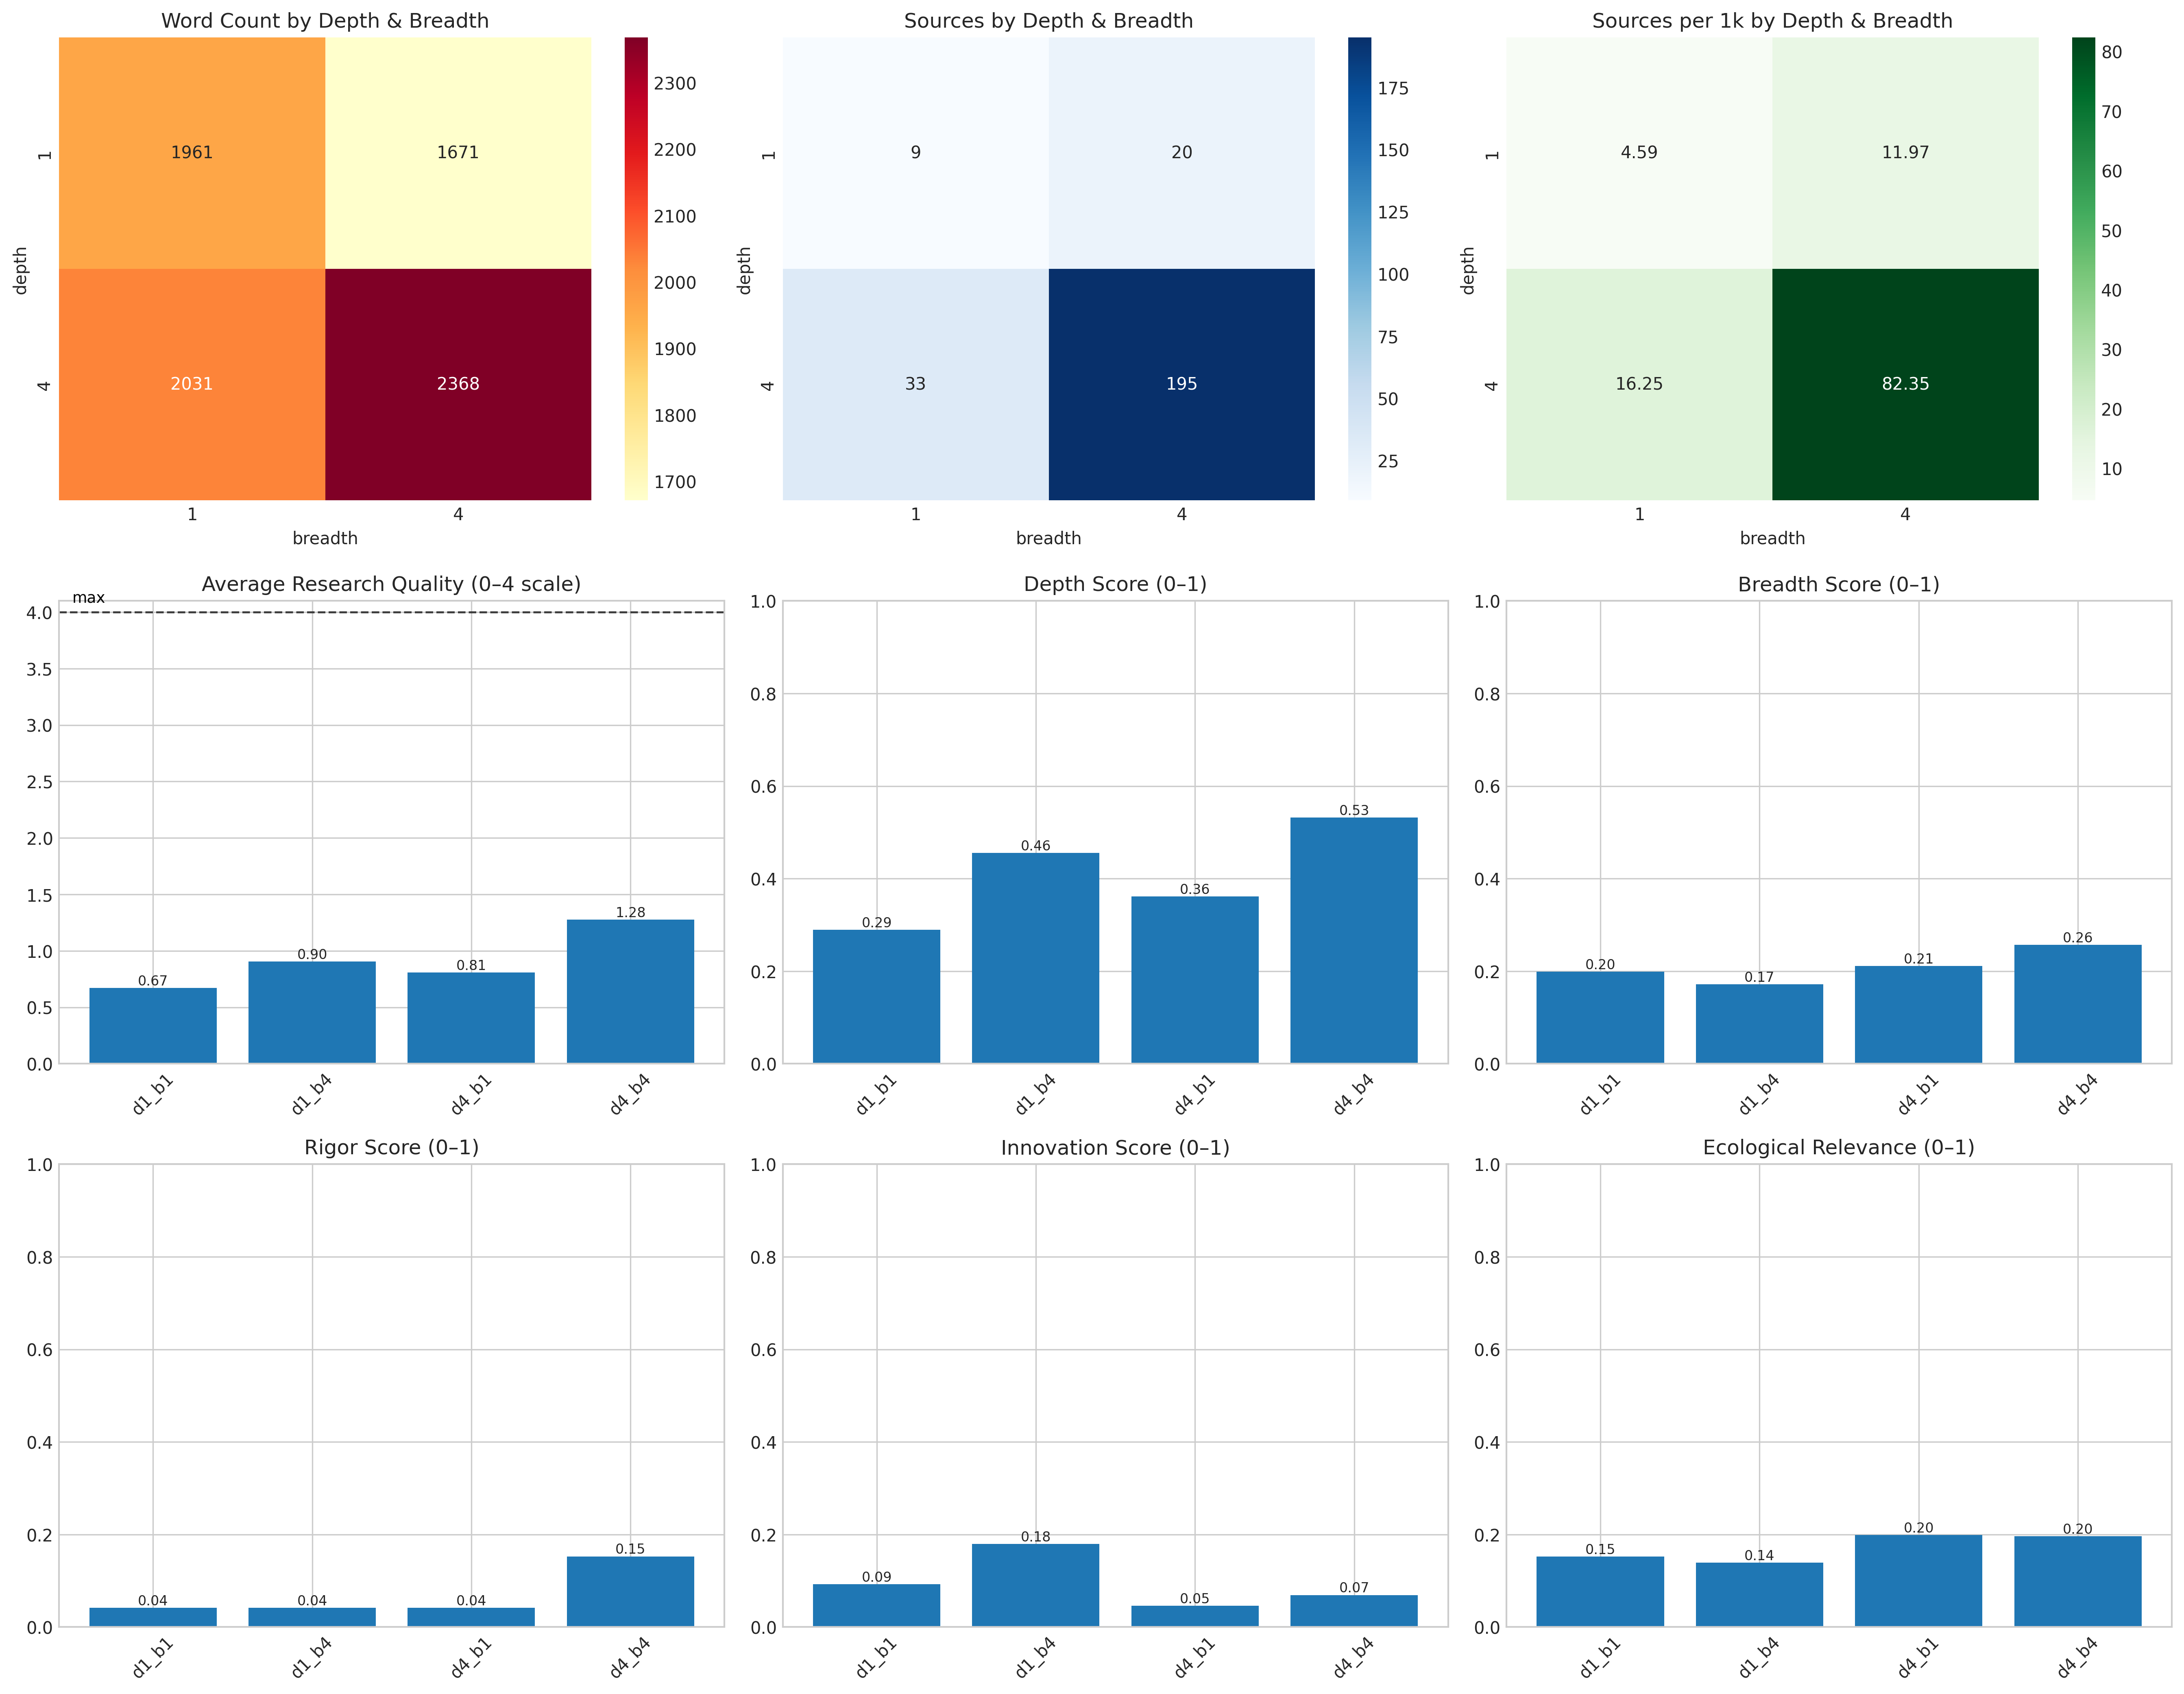 Word Count by Depth & Breadth
1961
1671
2031
2368
1
4
depth
1
4
breadth
2300
2200
2100
2000
1900
1800
1700
Sources by Depth & Breadth
9
20
33
195
1
4
depth
1
4
breadth
175
150
125
100
75
50
25
Sources per 1k by Depth & Breadth
4.59
11.97
16.25
82.35
1
4
depth
1
4
breadth
80
70
60
50
40
30
20
10
Average Research Quality (0–4 scale)
max
4.0
3.5
3.0
2.5
2.0
1.5
1.0
0.5
0.0
0.67
0.90
0.81
1.28
d1_b1
d1_b4
d4_b1
d4_b4
Depth Score (0–1)
1.0
0.8
0.6
0.4
0.2
0.0
0.29
0.46
0.36
0.53
d1_b1
d1_b4
d4_b1
d4_b4
Breadth Score (0–1)
1.0
0.8
0.6
0.4
0.2
0.0
0.20
0.17
0.21
0.26
d1_b1
d1_b4
d4_b1
d4_b4
Rigor Score (0–1)
1.0
0.8
0.6
0.4
0.2
0.0
0.04
0.04
0.04
0.15
d1_b1
d1_b4
d4_b1
d4_b4
Innovation Score (0–1)
1.0
0.8
0.6
0.4
0.2
0.0
0.09
0.18
0.05
0.07
d1_b1
d1_b4
d4_b1
d4_b4
Ecological Relevance (0–1)
1.0
0.8
0.6
0.4
0.2
0.0
0.15
0.14
0.20
0.20
d1_b1
d1_b4
d4_b1
d4_b4